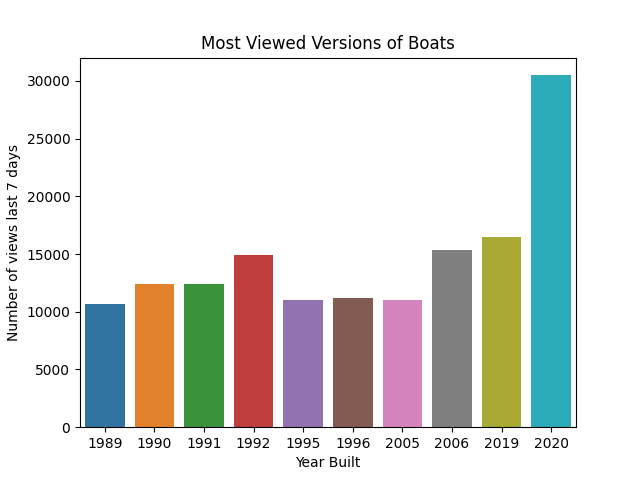 Most Viewed Versions of Boats
Number of views last 7 days
30000
25000
20000
15000
10000
5000
0
1989 1990 1991 1992 1995 1996 2005 2006 2019 2020
Year Built